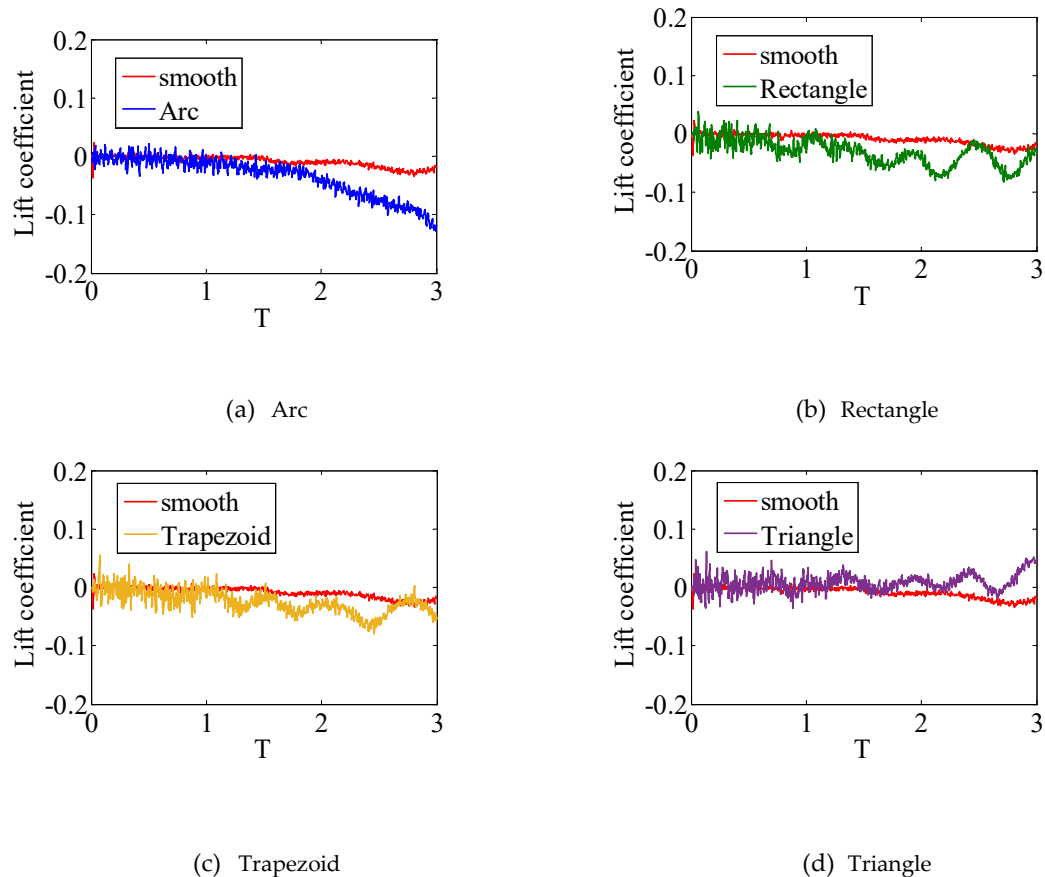 0.2
smooth
Arc
0.1
0
-0.1
-0.2
Lift coefficient
0 1 2 3
T
(a) Arc
0.2
smooth
Rectangle
0.1
0
-0.1
-0.2
Lift coefficient
0 1 2 3
T
(b) Rectangle
0.2
smooth
Trapezoid
0.1
0
-0.1
-0.2
Lift coefficient
0 1 2 3
T
(c) Trapezoid
0.2
smooth
Triangle
0.1
0
-0.1
-0.2
Lift coefficient
0 1 2 3
T
(d) Triangle